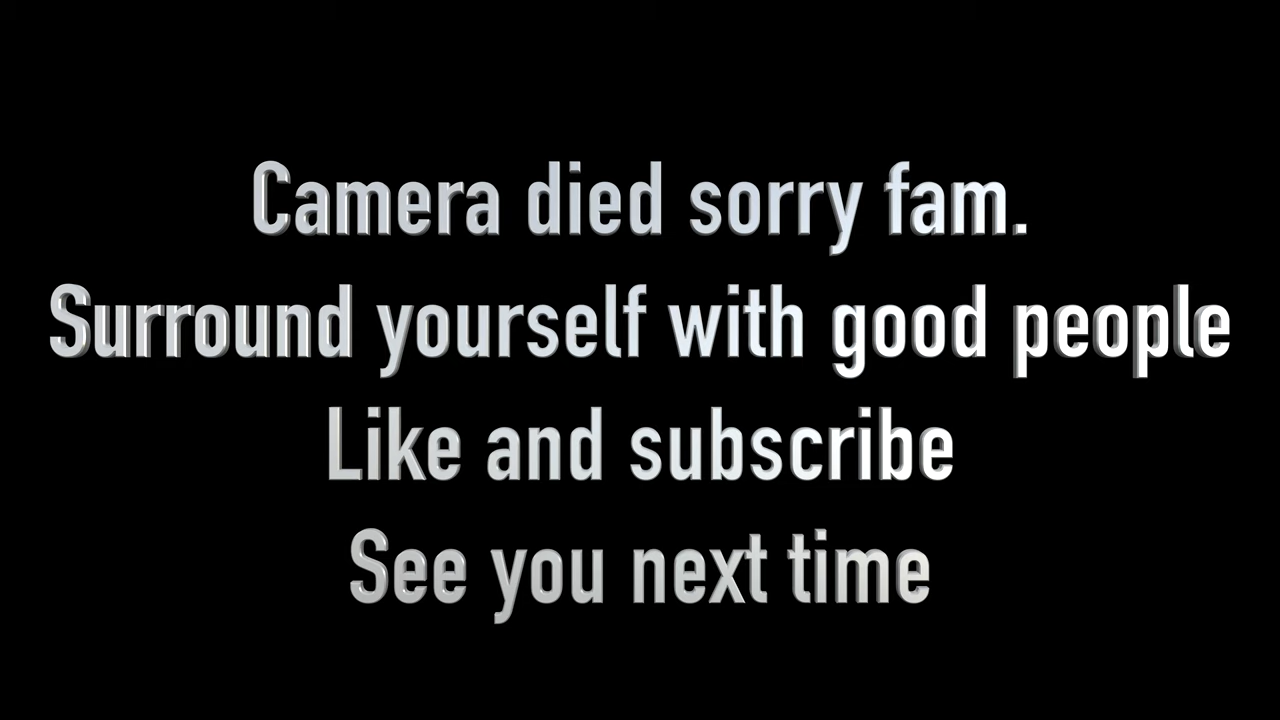 Camera died sorry fam.
Surround yourself with good people
Like and subscribe
See you next time